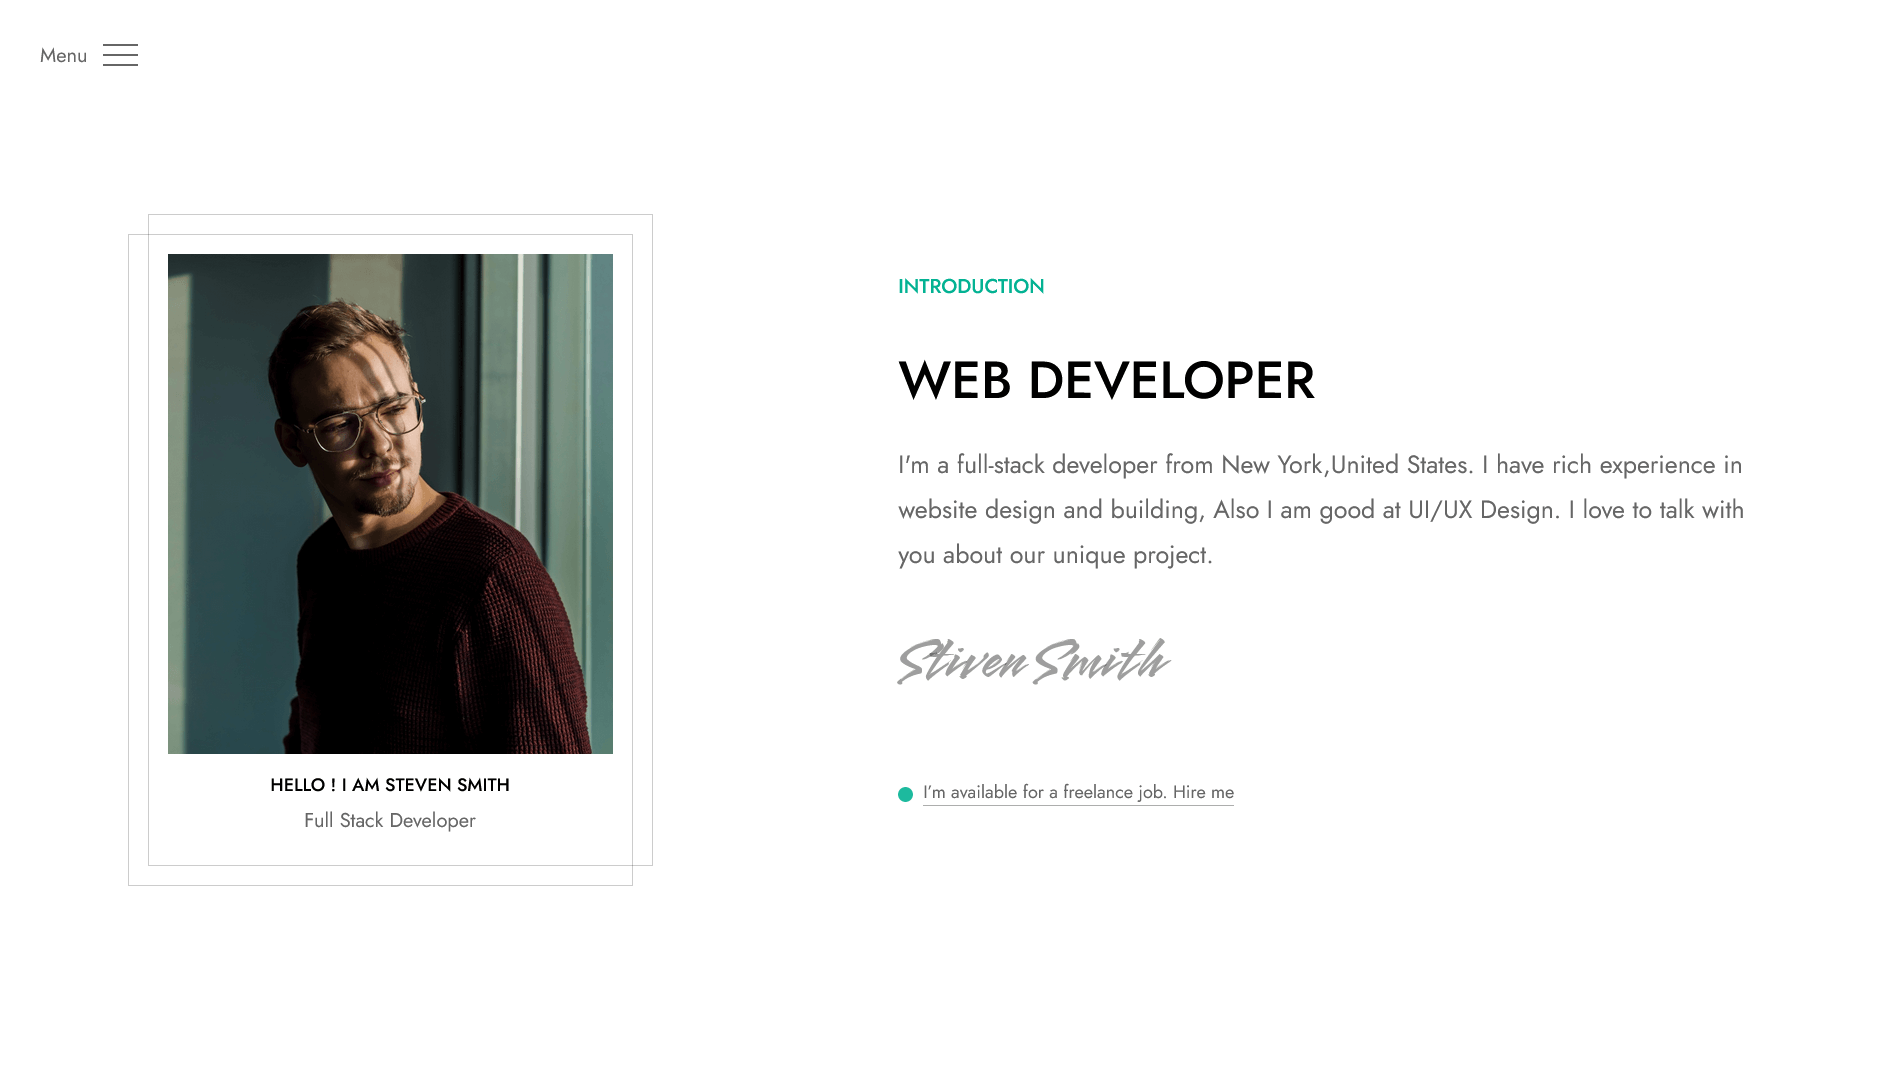 Menu
INTRODUCTION
WEB DEVELOPER
I'm a full-stack developer from New York,United States. I have rich experience in
website design and building, Also I am good at UI/UX Design. I love to talk with
you about our unique project.
Stiven Smith
I’m available for a freelance job. Hire me
HELLO ! I AM STEVEN SMITH
Full Stack Developer